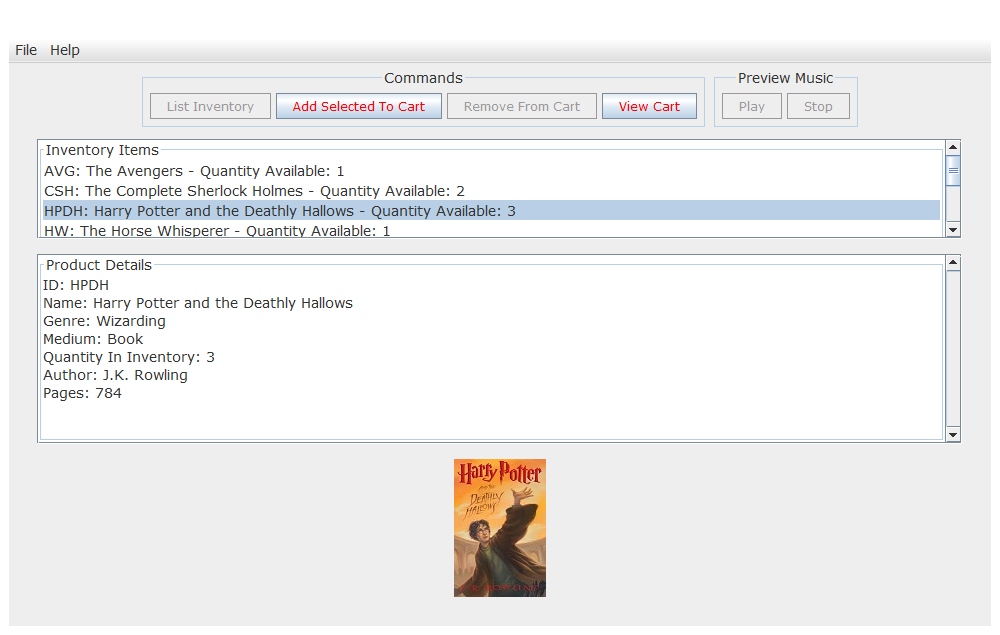 File Help
Commands
Preview Music
List Inventory Add Selected To Cart Remove From Cart View Cart Play Stop
Inventory Items
AVG: The Avengers - Quantity Available: 1
CSH: The Complete Sherlock Holmes - Quantity Available: 2
HPDH: Harry Potter and the Deathly Hallows - Quantity Available: 3
HW: The Horse Whisperer - Quantity Available: 1
Product Details
ID: HPDH
Name: Harry Potter and the Deathly Hallows
Genre: Wizarding
Medium: Book
Quantity In Inventory: 3
Author: J.K. Rowling
Pages: 784
Harry Potter
and the
Deathly
Hallows